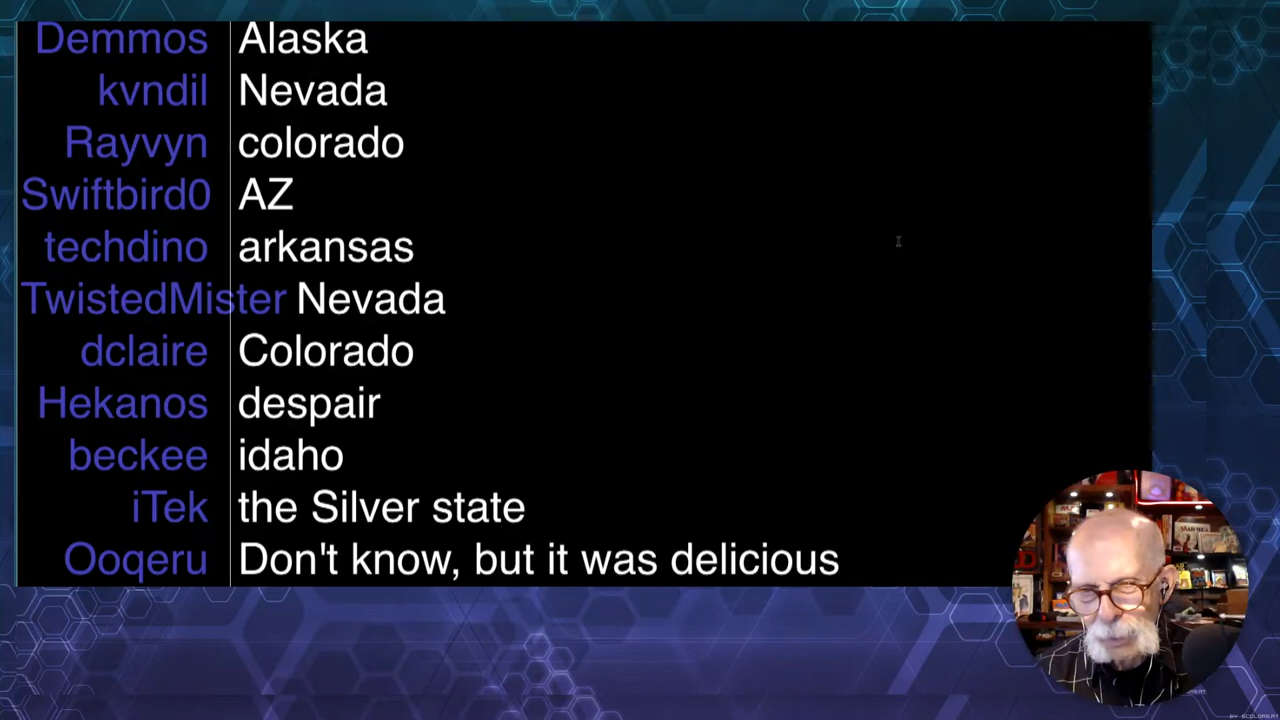 Demmos Alaska
kvndil Nevada
Rayvyn colorado
Swiftbird0 AZ
techdino arkansas
TwistedMister Nevada
dclaire Colorado
Hekanos despair
beckee idaho
iTek the Silver state
Ooqeru Don't know, but it was delicious